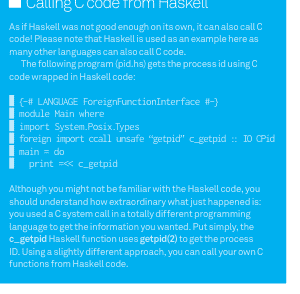 Calling C code from Haskell
As if Haskell was not good enough on its own, it can also call C
code! Please note that Haskell is used as an example here as
many other languages can also call C code.
The following program (pid.hs) gets the process id using C
code wrapped in Haskell code:
{-# LANGUAGE ForeignFunctionInterface #-}
module Main where
import System.Posix.Types
foreign import ccall unsafe “getpid” c_getpid :: IO CPid
main = do
print =<< c_getpid
Although you might not be familiar with the Haskell code, you
should understand how extraordinary what just happened is:
you used a C system call in a totally different programming
language to get the information you wanted. Put simply, the
c_getpid Haskell function uses getpid(2) to get the process
ID. Using a slightly different approach, you can call your own C
functions from Haskell code.